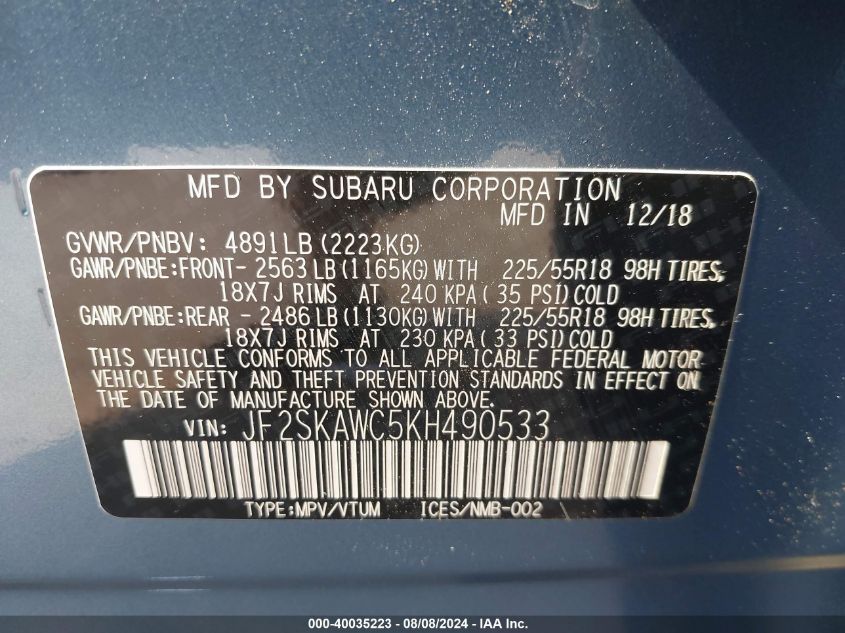 MFD BY SUBARU CORPORATION
MFD IN 12/18
GVWR/PNBV: 4891LB (2223KG)
GAWR/PNBE:FRONT- 2563 LB (1165KG) WITH 225/55R18 98H TIRES,
18X7J RIMS AT 240 KPA ( 35 PSI) COLD
GAWR/PNBE:REAR - 2486 LB (1130KG) WITH 225/55R18 98H TIRES,
18X7J RIMS AT 230 KPA ( 33 PSI) COLD
THIS VEHICLE CONFORMS TO ALL APPLICABLE FEDERAL MOTOR
VEHICLE SAFETY AND THEFT PREVENTION STANDARDS IN EFFECT ON
THE DATE OF MANUFACTURE SHOWN ABOVE.
VIN: JF2SKAWC5KH490533
TYPE:MPV/VTUM ICES/NMB-002
000-40035223 - 08/08/2024 - IAA Inc.